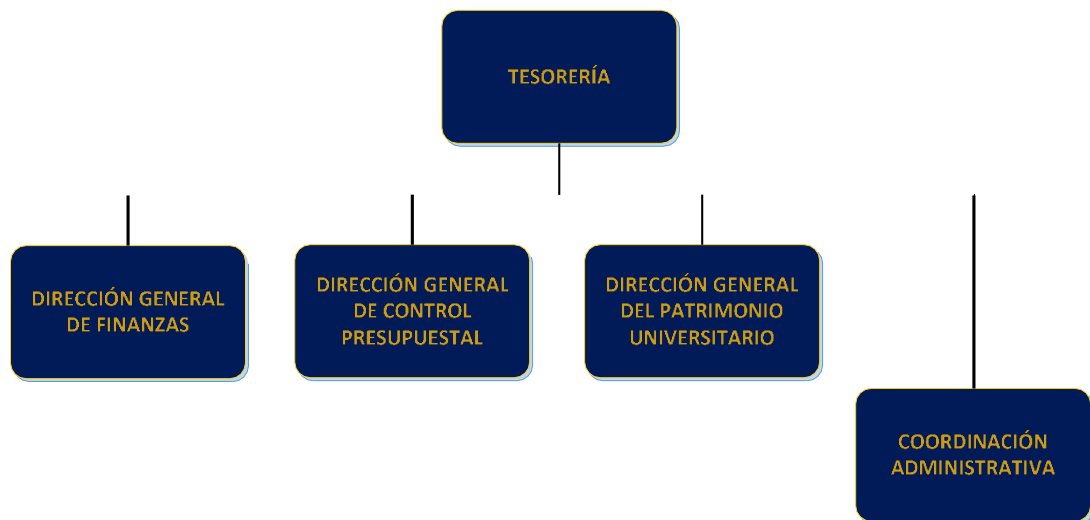 TESORERÍA
DIRECCIÓN GENERAL
DE FINANZAS
DIRECCIÓN GENERAL
DE CONTROL
PRESUPUESTAL
DIRECCIÓN GENERAL
DEL PATRIMONIO
UNIVERSITARIO
COORDINACIÓN
ADMINISTRATIVA